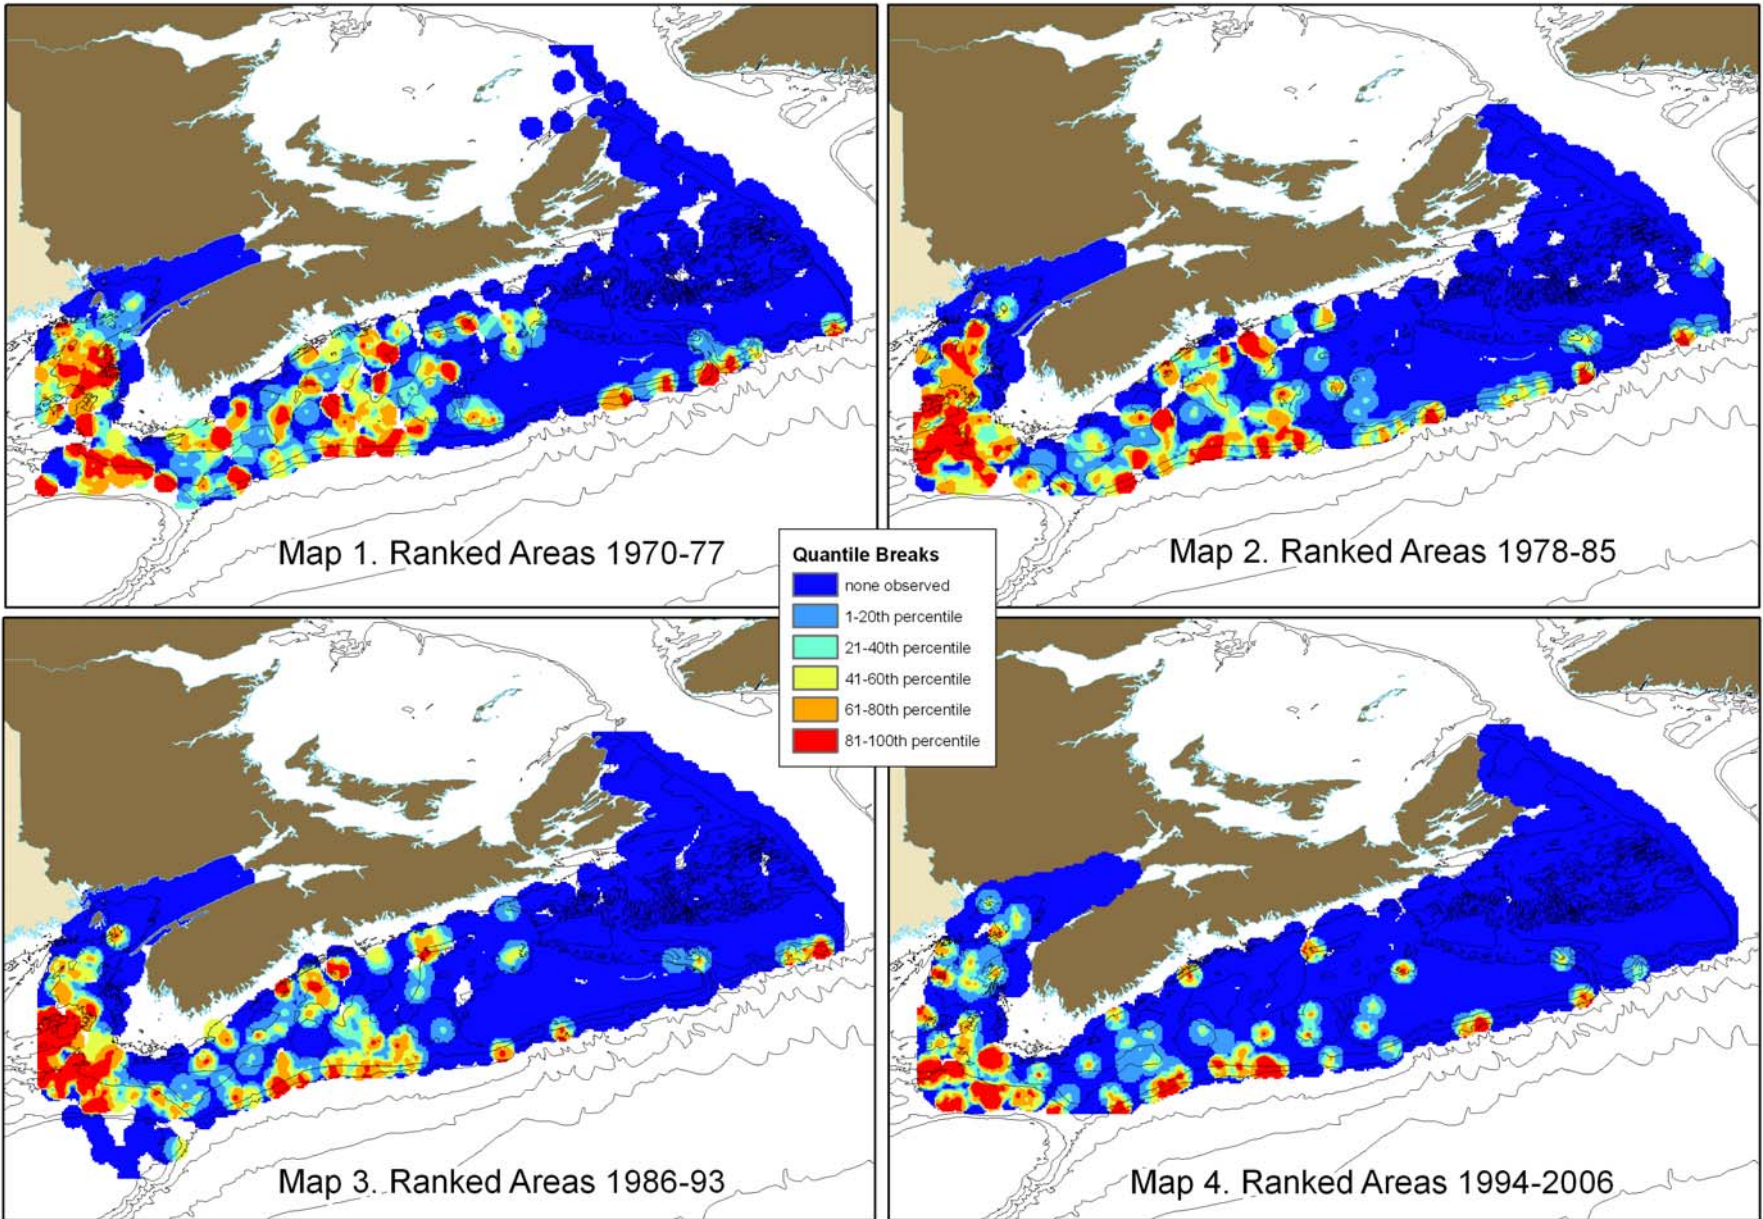 Map 1. Ranked Areas 1970-77
Map 2. Ranked Areas 1978-85
Quantile Breaks
none observed
1-20th percentile
21-40th percentile
41-60th percentile
61-80th percentile
81-100th percentile
Map 3. Ranked Areas 1986-93
Map 4. Ranked Areas 1994-2006